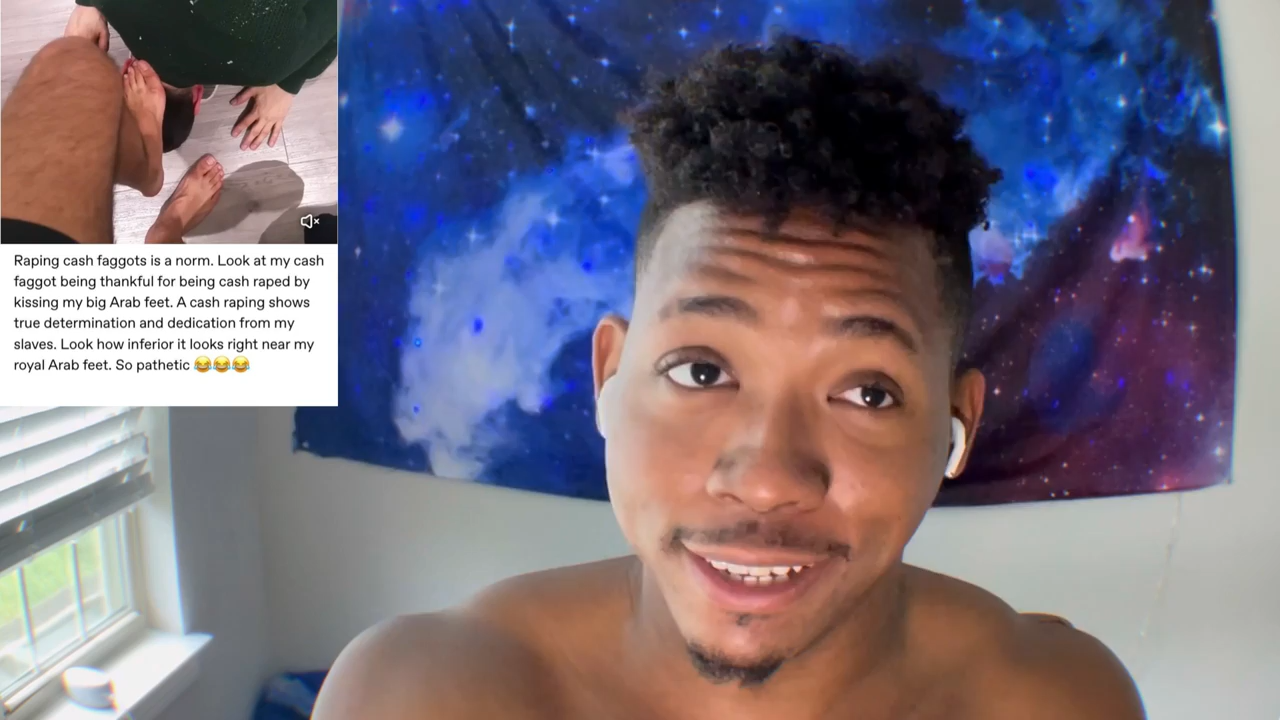 Raping cash faggots is a norm. Look at my cash
faggot being thankful for being cash raped by
kissing my big Arab feet. A cash raping shows
true determination and dedication from my
slaves. Look how inferior it looks right near my
royal Arab feet. So pathetic 😂😂😂